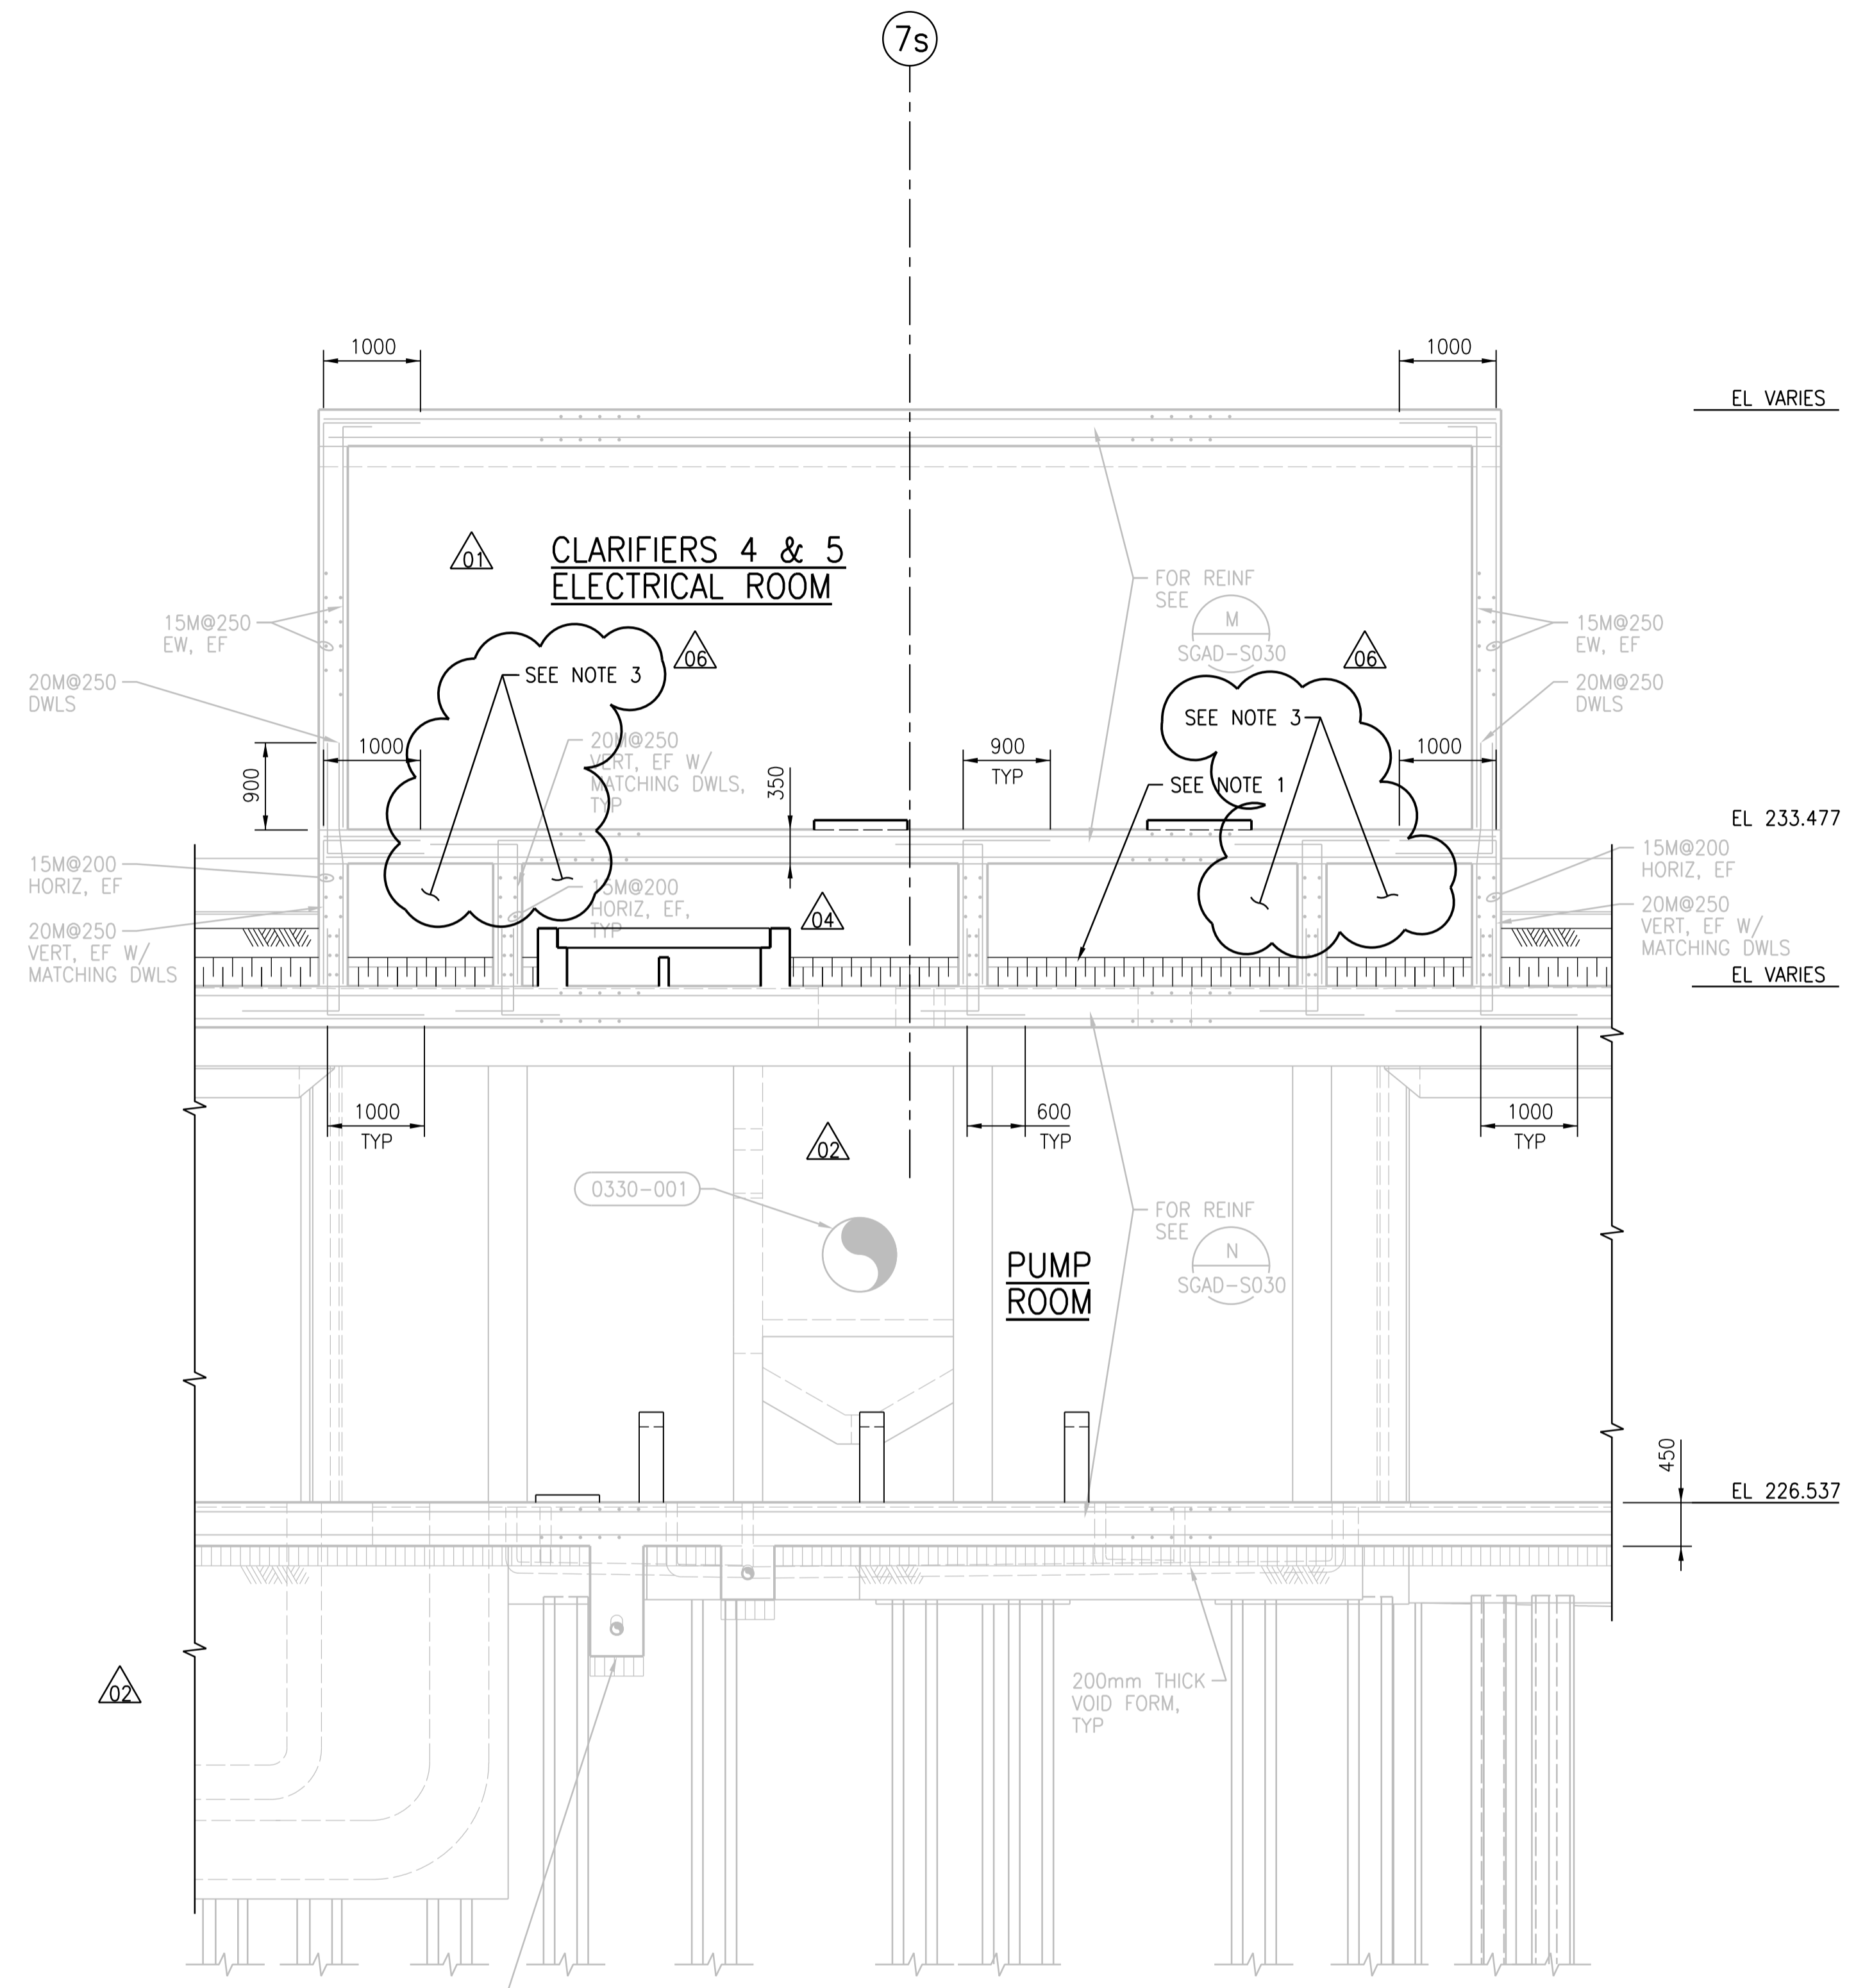 7s
1000
1000
EL VARIES
01
CLARIFIERS 4 & 5
ELECTRICAL ROOM
FOR REINF
SEE
M
SGAD-S030
15M@250
EW, EF
15M@250
EW, EF
06
06
SEE NOTE 3
20M@250
DWLS
20M@250
DWLS
SEE NOTE 3
1000
900
20M@250
VERT, EF W/
MATCHING DWLS,
TYP
350
900
TYP
SEE NOTE 1
1000
EL 233.477
15M@200
HORIZ, EF
15M@200
HORIZ, EF
15M@200
HORIZ, EF,
TYP
04
20M@250
VERT, EF W/
MATCHING DWLS
20M@250
VERT, EF W/
MATCHING DWLS
EL VARIES
1000
TYP
600
TYP
1000
TYP
02
0330-001
FOR REINF
SEE
N
SGAD-S030
PUMP
ROOM
450
EL 226.537
02
200mm THICK
VOID FORM,
TYP